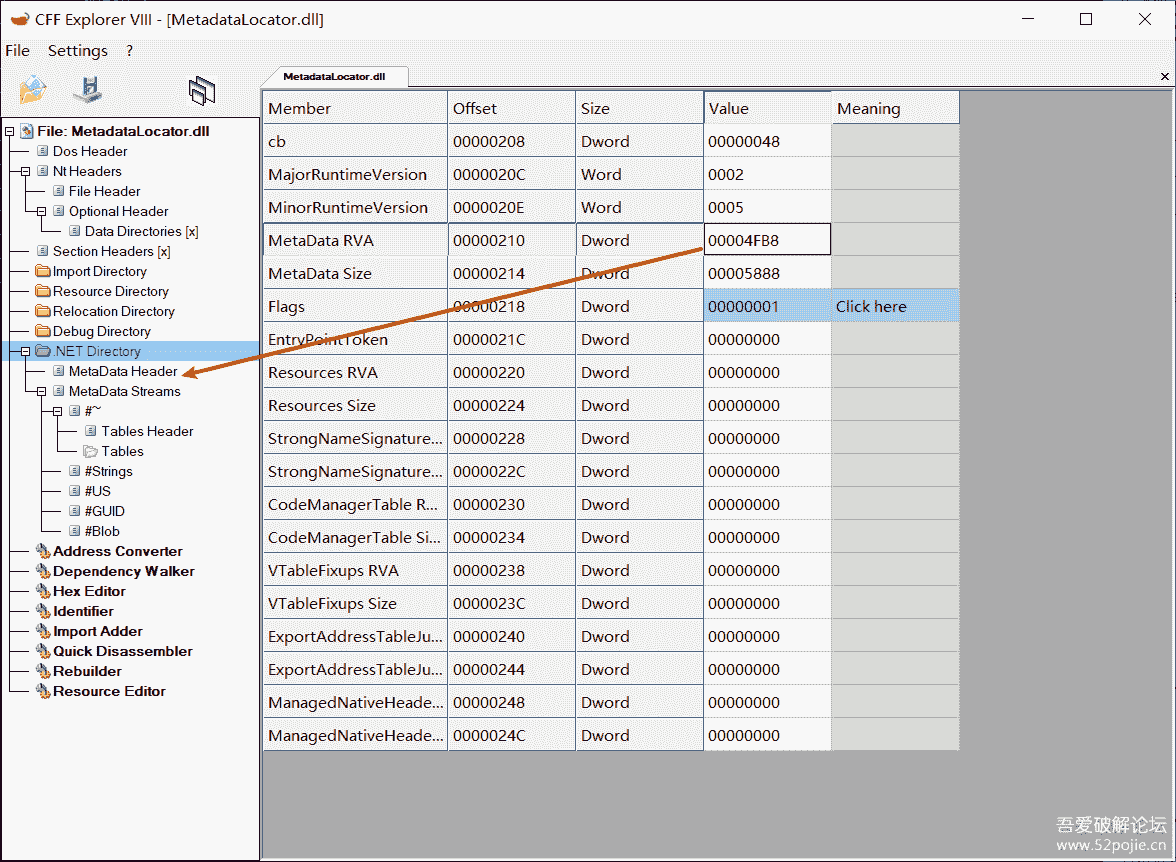 CFF Explorer VIII - [MetadataLocator.dll]
File Settings ?
MetadataLocator.dll
File: MetadataLocator.dll
Dos Header
Nt Headers
File Header
Optional Header
Data Directories [x]
Section Headers [x]
Import Directory
Resource Directory
Relocation Directory
Debug Directory
.NET Directory
MetaData Header
MetaData Streams
#~
Tables Header
Tables
#Strings
#US
#GUID
#Blob
Address Converter
Dependency Walker
Hex Editor
Identifier
Import Adder
Quick Disassembler
Rebuilder
Resource Editor
Member Offset Size Value Meaning
cb 00000208 Dword 00000048
MajorRuntimeVersion 0000020C Word 0002
MinorRuntimeVersion 0000020E Word 0005
MetaData RVA 00000210 Dword 00004FB8
MetaData Size 00000214 Dword 00005888
Flags 00000218 Dword 00000001 Click here
EntryPointToken 0000021C Dword 00000000
Resources RVA 00000220 Dword 00000000
Resources Size 00000224 Dword 00000000
StrongNameSignature... 00000228 Dword 00000000
StrongNameSignature... 0000022C Dword 00000000
CodeManagerTable R... 00000230 Dword 00000000
CodeManagerTable Si... 00000234 Dword 00000000
VTableFixups RVA 00000238 Dword 00000000
VTableFixups Size 0000023C Dword 00000000
ExportAddressTableJu... 00000240 Dword 00000000
ExportAddressTableJu... 00000244 Dword 00000000
ManagedNativeHeade... 00000248 Dword 00000000
ManagedNativeHeade... 0000024C Dword 00000000
吾爱破解论坛
www.52pojie.cn